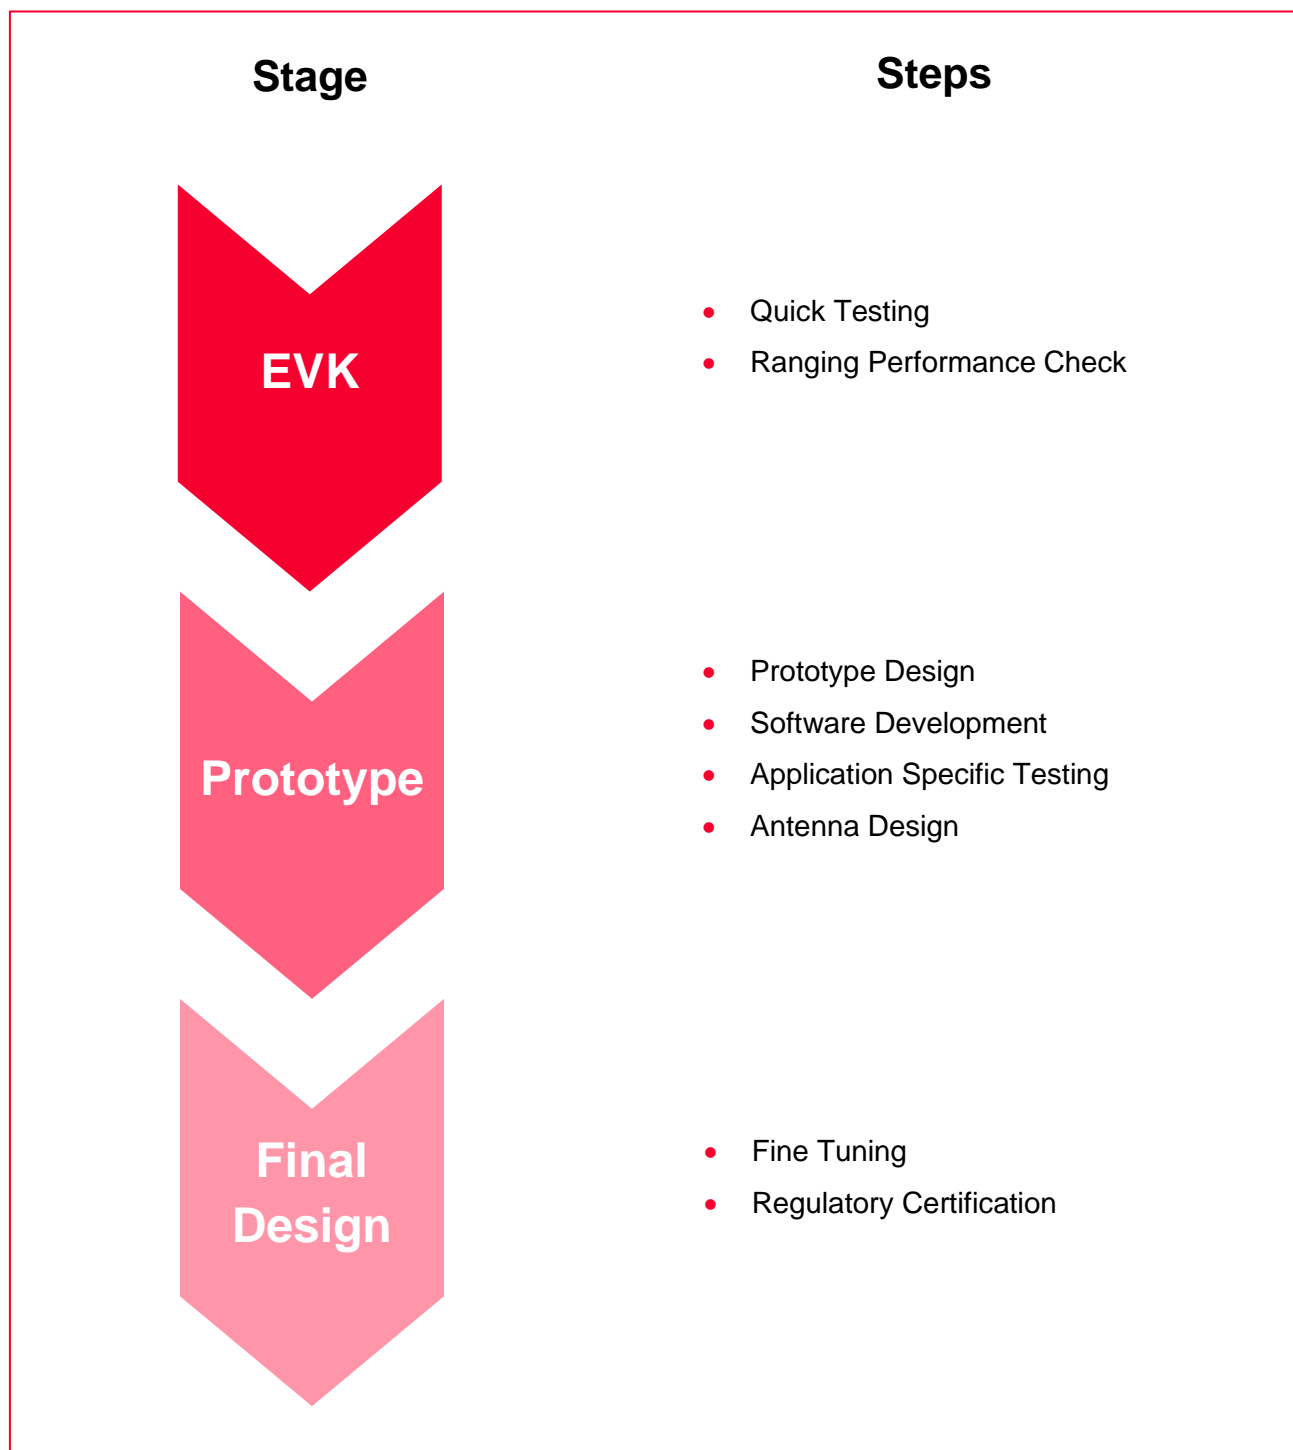 Stage
Steps
EVK
Quick Testing
Ranging Performance Check
Prototype
Prototype Design
Software Development
Application Specific Testing
Antenna Design
Final
Design
Fine Tuning
Regulatory Certification